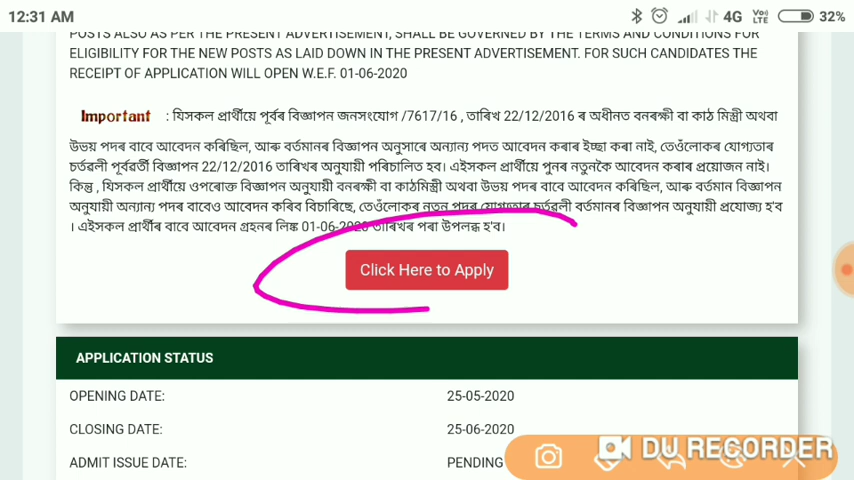 12:31 AM 4G VoLTE 32%
POSTS ALSO AS PER THE PRESENT ADVERTISEMENT, SHALL BE GOVERNED BY THE TERMS AND CONDITIONS FOR
ELIGIBILITY FOR THE NEW POSTS AS LAID DOWN IN THE PRESENT ADVERTISEMENT. FOR SUCH CANDIDATES THE
RECEIPT OF APPLICATION WILL OPEN W.E.F. 01-06-2020
Important : যিসকল প্ৰাৰ্থীয়ে পূৰ্বৰ বিজ্ঞাপন জনসংযোগ /7617/16 , তাৰিখ 22/12/2016 ৰ অধীনত বনৰক্ষী বা কাঠ মিস্ত্ৰী অথবা
উভয় পদৰ বাবে আবেদন কৰিছিল, আৰু বৰ্তমানৰ বিজ্ঞাপন অনুসাৰে অন্যান্য পদত আবেদন কৰাৰ ইচ্ছা কৰা নাই, তেওঁলোকৰ যোগ্যতাৰ
চৰ্তৱলী পূৰ্বৱৰ্তী বিজ্ঞাপন 22/12/2016 তাৰিখৰ অনুযায়ী পৰিচালিত হব। এইসকল প্ৰাৰ্থীয়ে পুনৰ নতুনকৈ আবেদন কৰাৰ প্ৰয়োজন নাই।
কিন্তু , যিসকল প্ৰাৰ্থীয়ে ওপৰোক্ত বিজ্ঞাপন অনুযায়ী বনৰক্ষী বা কাঠমিস্ত্ৰী অথবা উভয় পদৰ বাবে আবেদন কৰিছিল, আৰু বৰ্তমান বিজ্ঞাপন
অনুযায়ী অন্যান্য পদৰ বাবেও আবেদন কৰিব বিচাৰিছে, তেওঁলোকৰ নতুন পদৰ যোগ্যতাৰ চৰ্তৱলী বৰ্তমানৰ বিজ্ঞাপন অনুযায়ী প্ৰযোজ্য হ'ব
। এইসকল প্ৰাৰ্থীৰ বাবে আবেদন গ্ৰহনৰ লিঙ্ক 01-06-2020 তাৰিখৰ পৰা উপলব্ধ হ'ব।
Click Here to Apply
APPLICATION STATUS
OPENING DATE: 25-05-2020
CLOSING DATE: 25-06-2020
ADMIT ISSUE DATE: PENDING
DU RECORDER